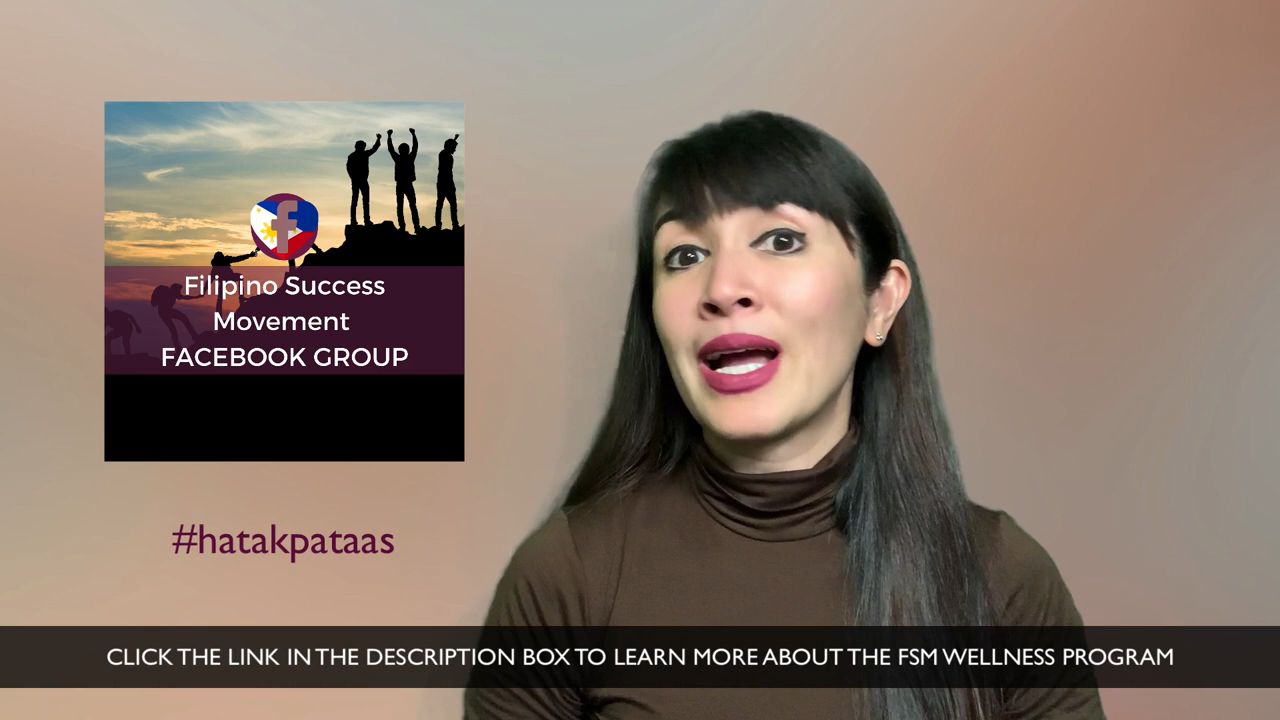 f
Filipino Success
Movement
FACEBOOK GROUP
#hatakpataas
CLICK THE LINK IN THE DESCRIPTION BOX TO LEARN MORE ABOUT THE FSM WELLNESS PROGRAM